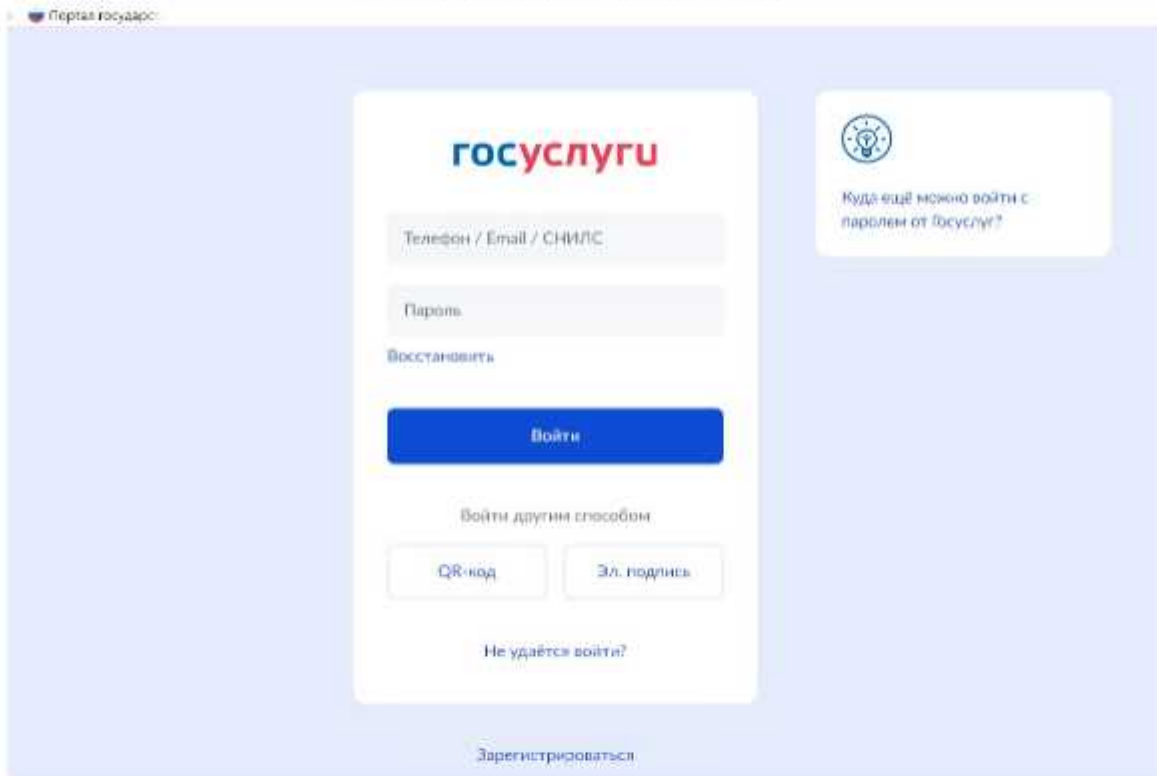 Портал государс
госуслуги
Телефон / Email / СНИЛС
Пароль
Восстановить
Войти
Войти другим способом
QR-код
Эл. подпись
Не удаётся войти?
Зарегистрироваться
Куда ещё можно войти с
паролем от Госуслуг?